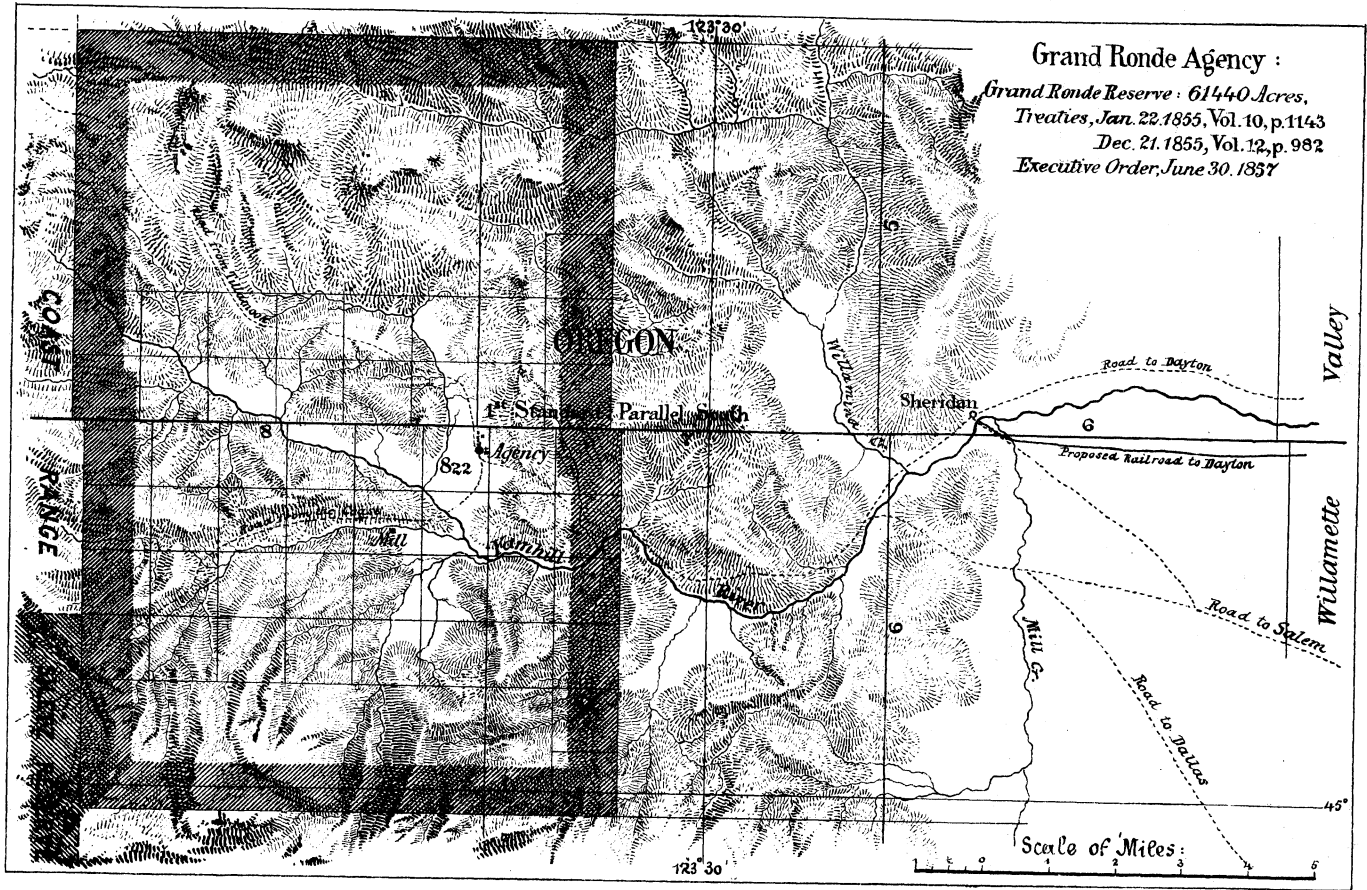 123°30'
Grand Ronde Agency :
Grand Ronde Reserve : 61440 Acres,
Treaties, Jan. 22. 1855, Vol. 10, p. 1143
Dec. 21. 1855, Vol. 12, p. 982
Executive Order, June 30. 1857
5
COAST
RANGE
OREGON
Valley
Willamette
Willamina
Road to Dayton
Sheridan
1st Standard Parallel South.
8
6
Agency
822
Proposed Railroad to Dayton
Mill
Yamhill
River
Road to Salem
9
Mill C.
Road to Dallas
45°
123°30'
Scale of Miles:
1 0 1 2 3 4 5